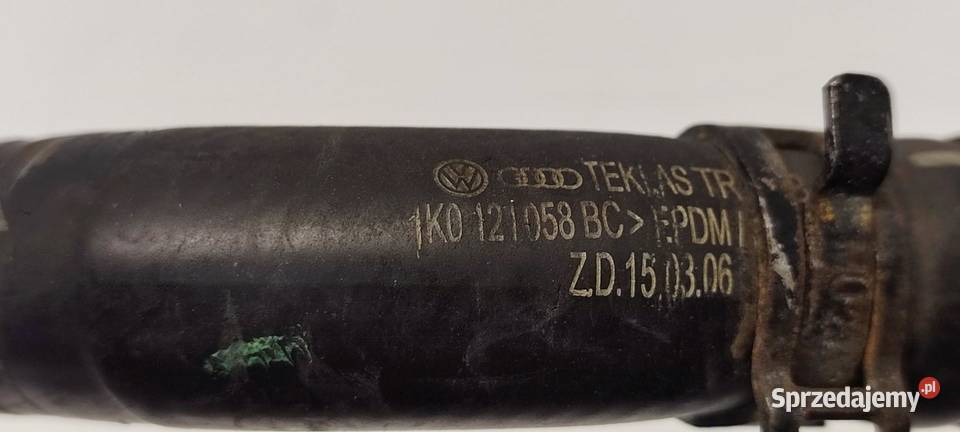 TEKLAS TR
1K0 121 058 BC > EPDM
Z.D.15.03.06
Sprzedajemy.pl